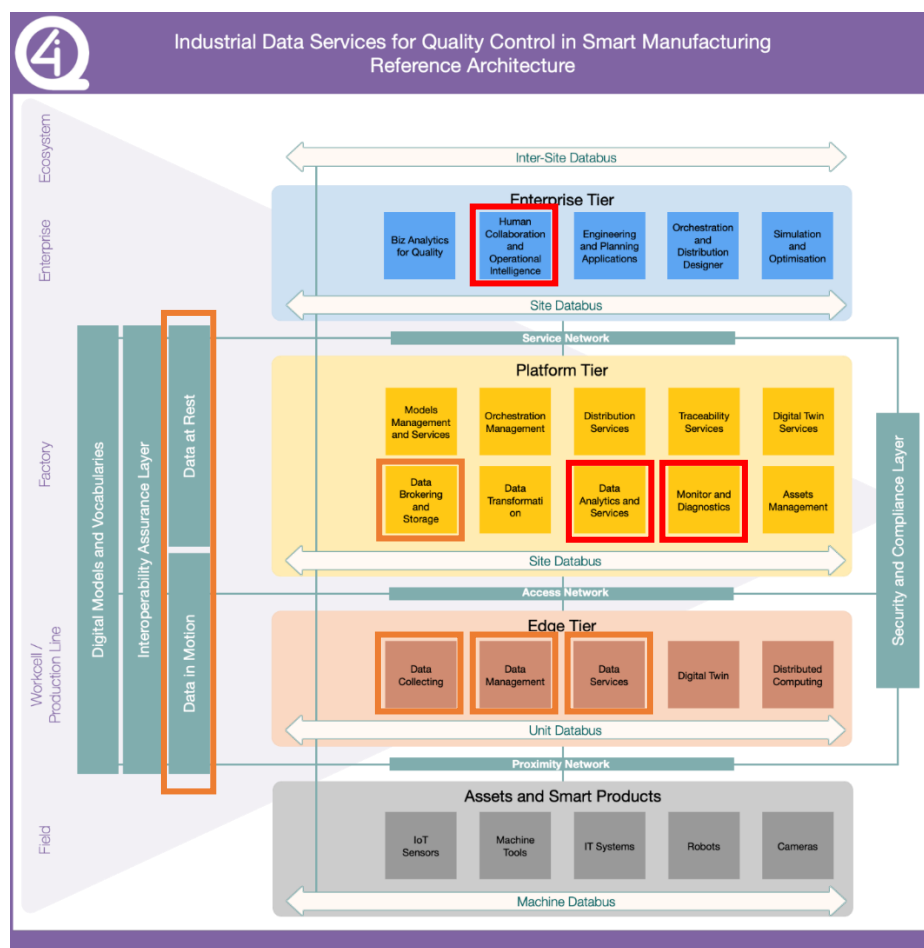 4i
Industrial Data Services for Quality Control in Smart Manufacturing
Reference Architecture
Ecosystem
Inter-Site Databus
Enterprise
Enterprise Tier
Biz Analytics
for Quality
Human
Collaboration
and
Operational
Intelligence
Engineering
and Planning
Applications
Orchestration
and
Distribution
Designer
Simulation
and
Optimisation
Site Databus
Service Network
Digital Models and Vocabularies
Interoperability Assurance Layer
Data at Rest
Data in Motion
Factory
Platform Tier
Models
Management
and Services
Orchestration
Management
Distribution
Services
Traceability
Services
Digital Twin
Services
Data
Brokering
and
Storage
Data
Transformati
on
Data
Analytics and
Services
Monitor and
Diagnostics
Assets
Management
Site Databus
Security and Compliance Layer
Access Network
Workcell /
Production Line
Edge Tier
Data
Collecting
Data
Management
Data
Services
Digital Twin
Distributed
Computing
Unit Databus
Proximity Network
Field
Assets and Smart Products
IoT
Sensors
Machine
Tools
IT Systems
Robots
Cameras
Machine Databus